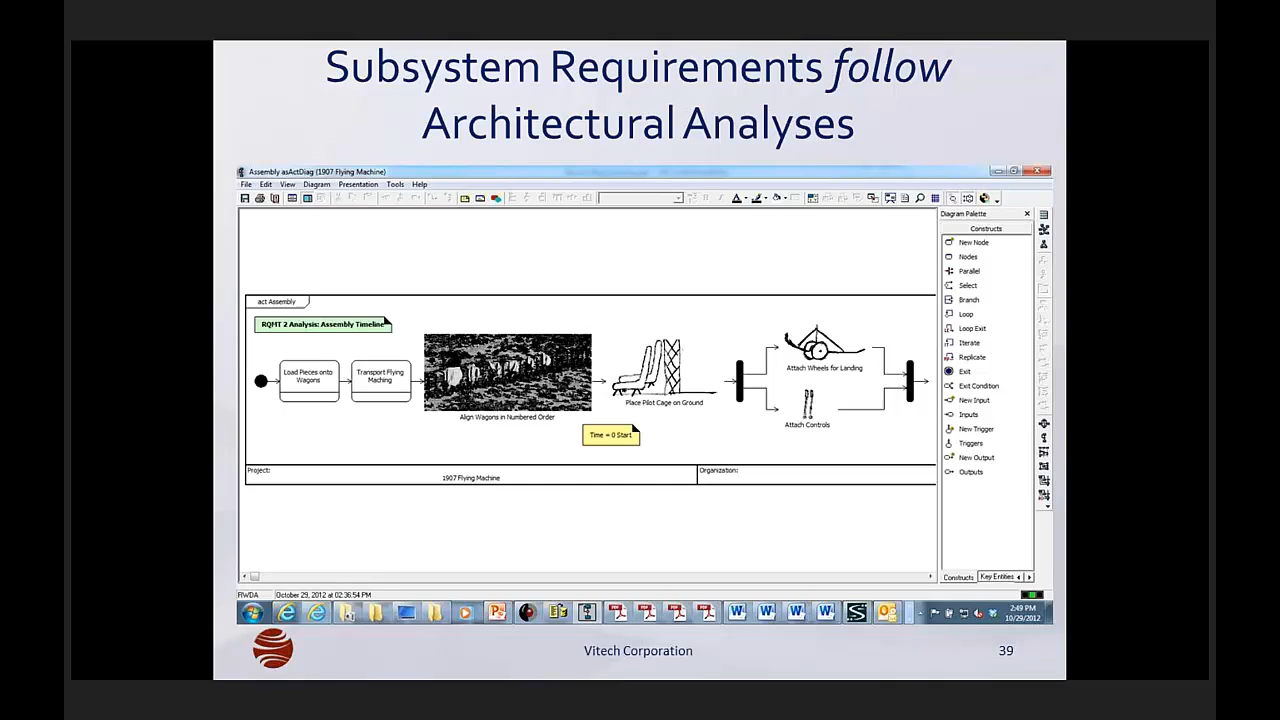 Subsystem Requirements follow
Architectural Analyses
Assembly asActDiag (1907 Flying Machine)
File Edit View Diagram Presentation Tools Help
Diagram Palette
Constructs
New Node
Nodes
Parallel
Select
Branch
Loop
Loop Exit
Iterate
Replicate
Exit
Exit Condition
New Input
Inputs
New Trigger
Triggers
New Output
Outputs
Constructs Key Entities
act Assembly
RQMT 2 Analysis: Assembly Timeline
Load Pieces onto
Wagons
Transport Flying
Maching
Align Wagons in Numbered Order
Place Pilot Cage on Ground
Attach Wheels for Landing
Attach Controls
Time = 0 Start
Project:
1907 Flying Machine
Organization:
RWDA October 29, 2012 at 02:36:54 PM
2:49 PM
10/29/2012
Vitech Corporation
39